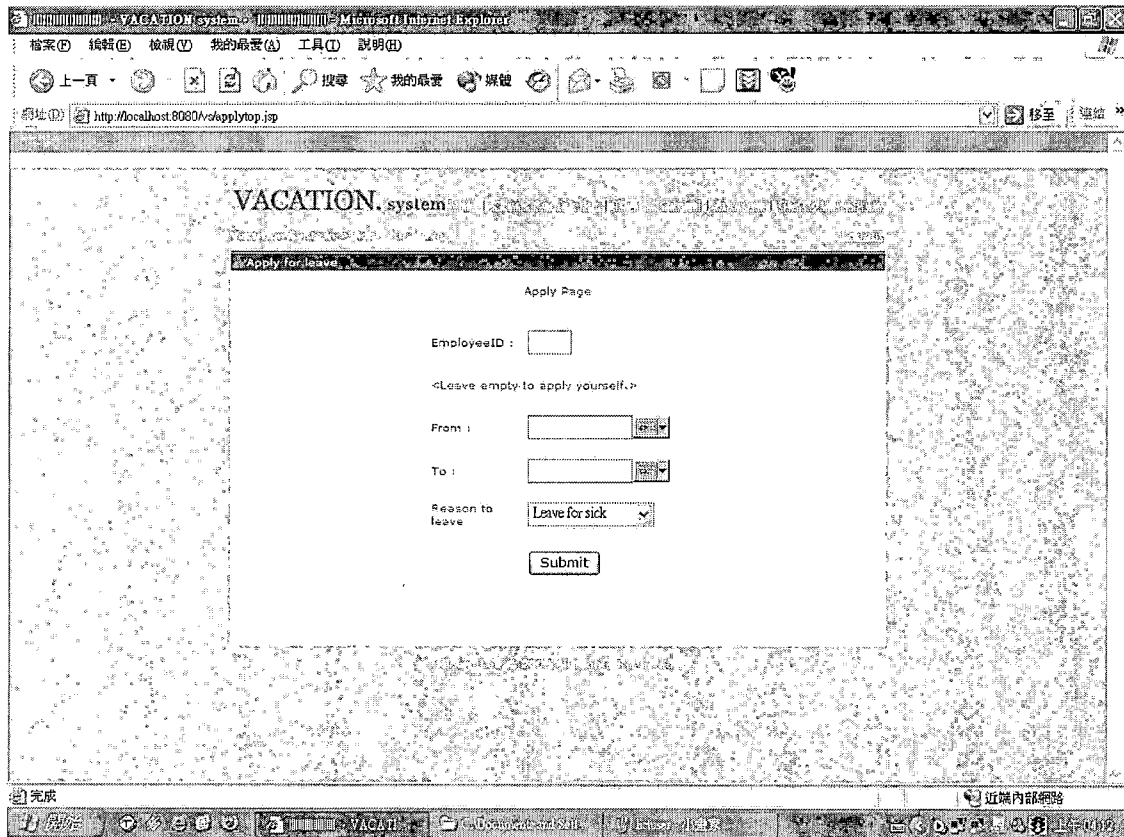 VACATION system - Microsoft Internet Explorer
檔案(F) 編輯(E) 檢視(V) 我的最愛(A) 工具(T) 說明(H)
上一頁 搜尋 我的最愛 媒體
網址(D) http://localhost:8080/vs/applytop.jsp 移至 連結 »
VACATION. system
Apply for leave
Apply Page
EmployeeID :
<Leave empty to apply yourself.>
From :
To :
Reason to
leave
Leave for sick
Submit
完成 近端內部網路
開始 VACATI